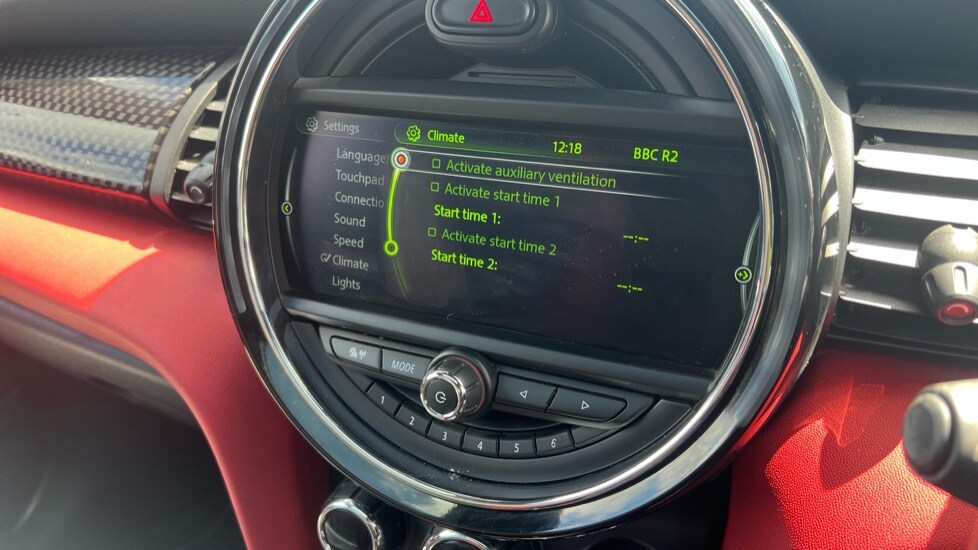 Settings
Climate 12:18 BBC R2
Language
Touchpad
Connectio
Sound
Speed
Climate
Lights
Activate auxiliary ventilation
Activate start time 1
Start time 1: --:--
Activate start time 2
Start time 2: --:--
MODE
1 2 3 4 5 6